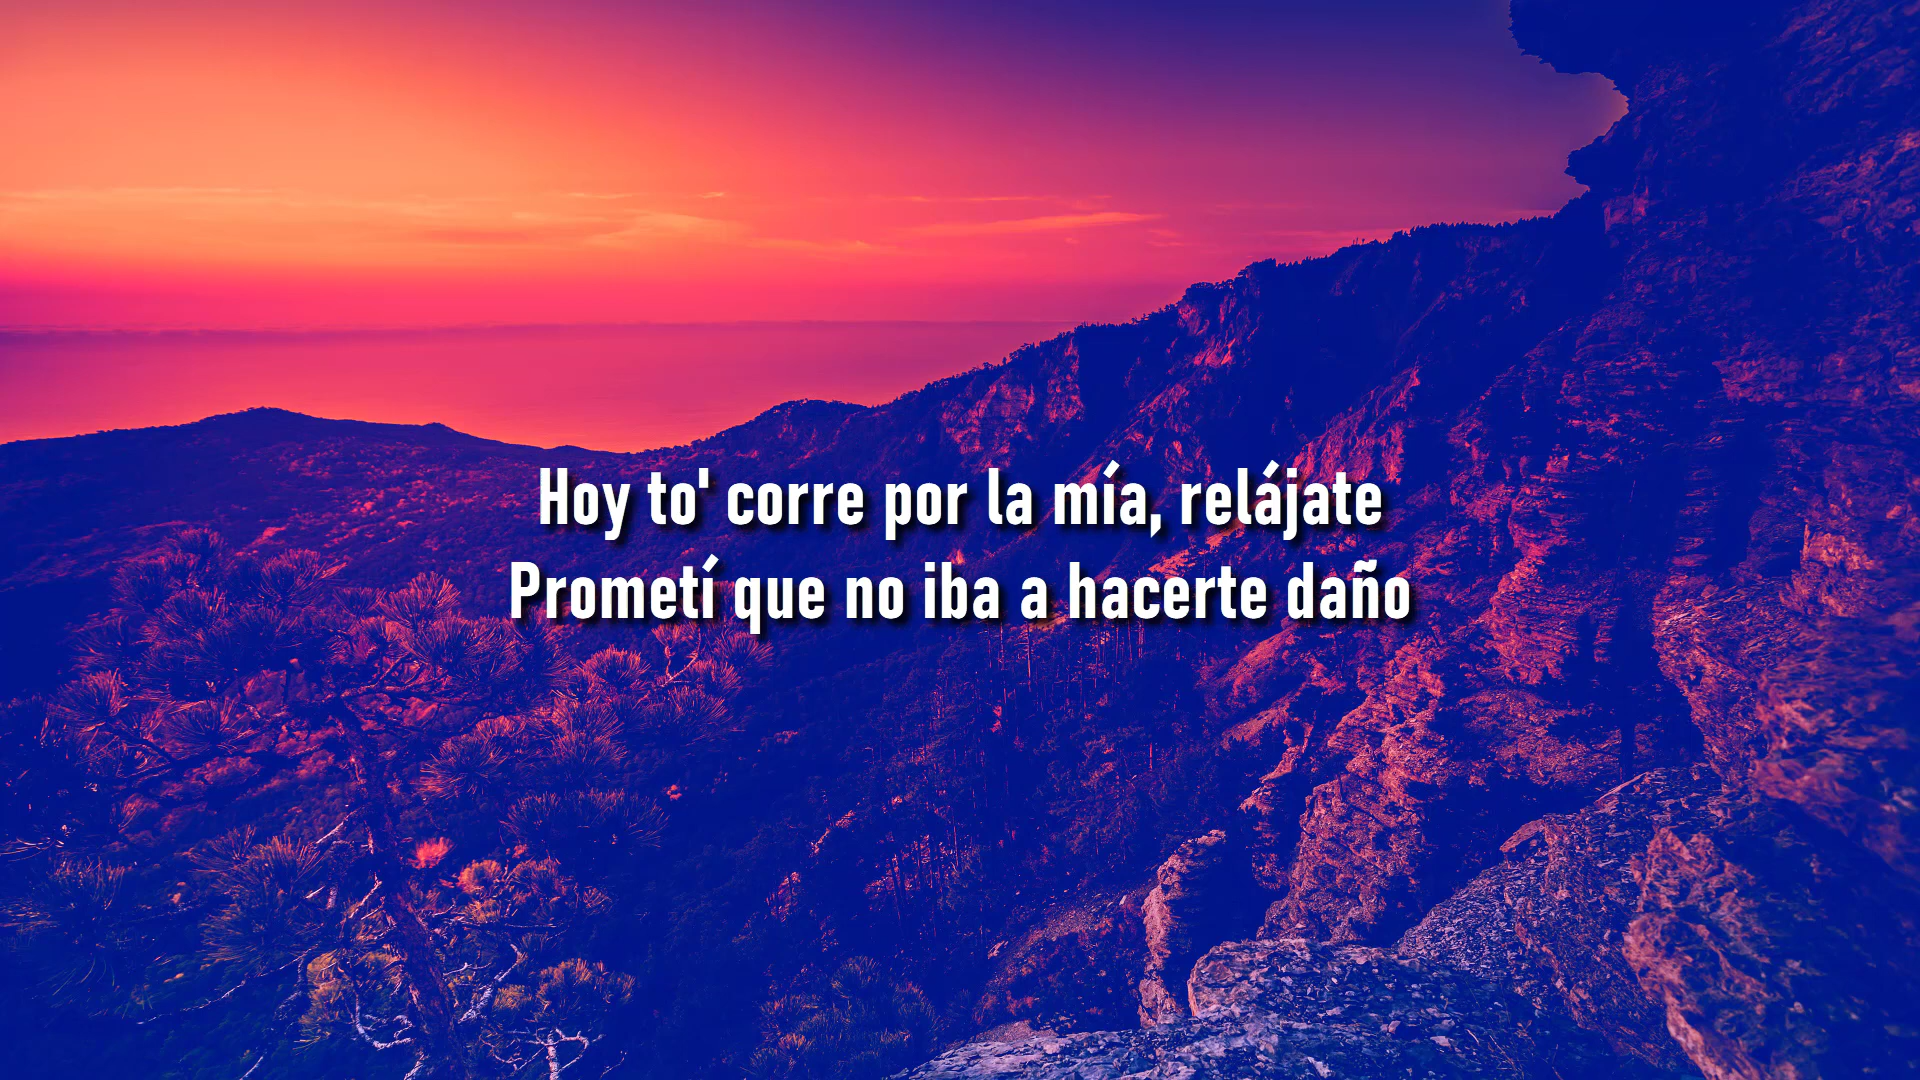 Hoy to' corre por la mía, relájate
Prometí que no iba a hacerte daño